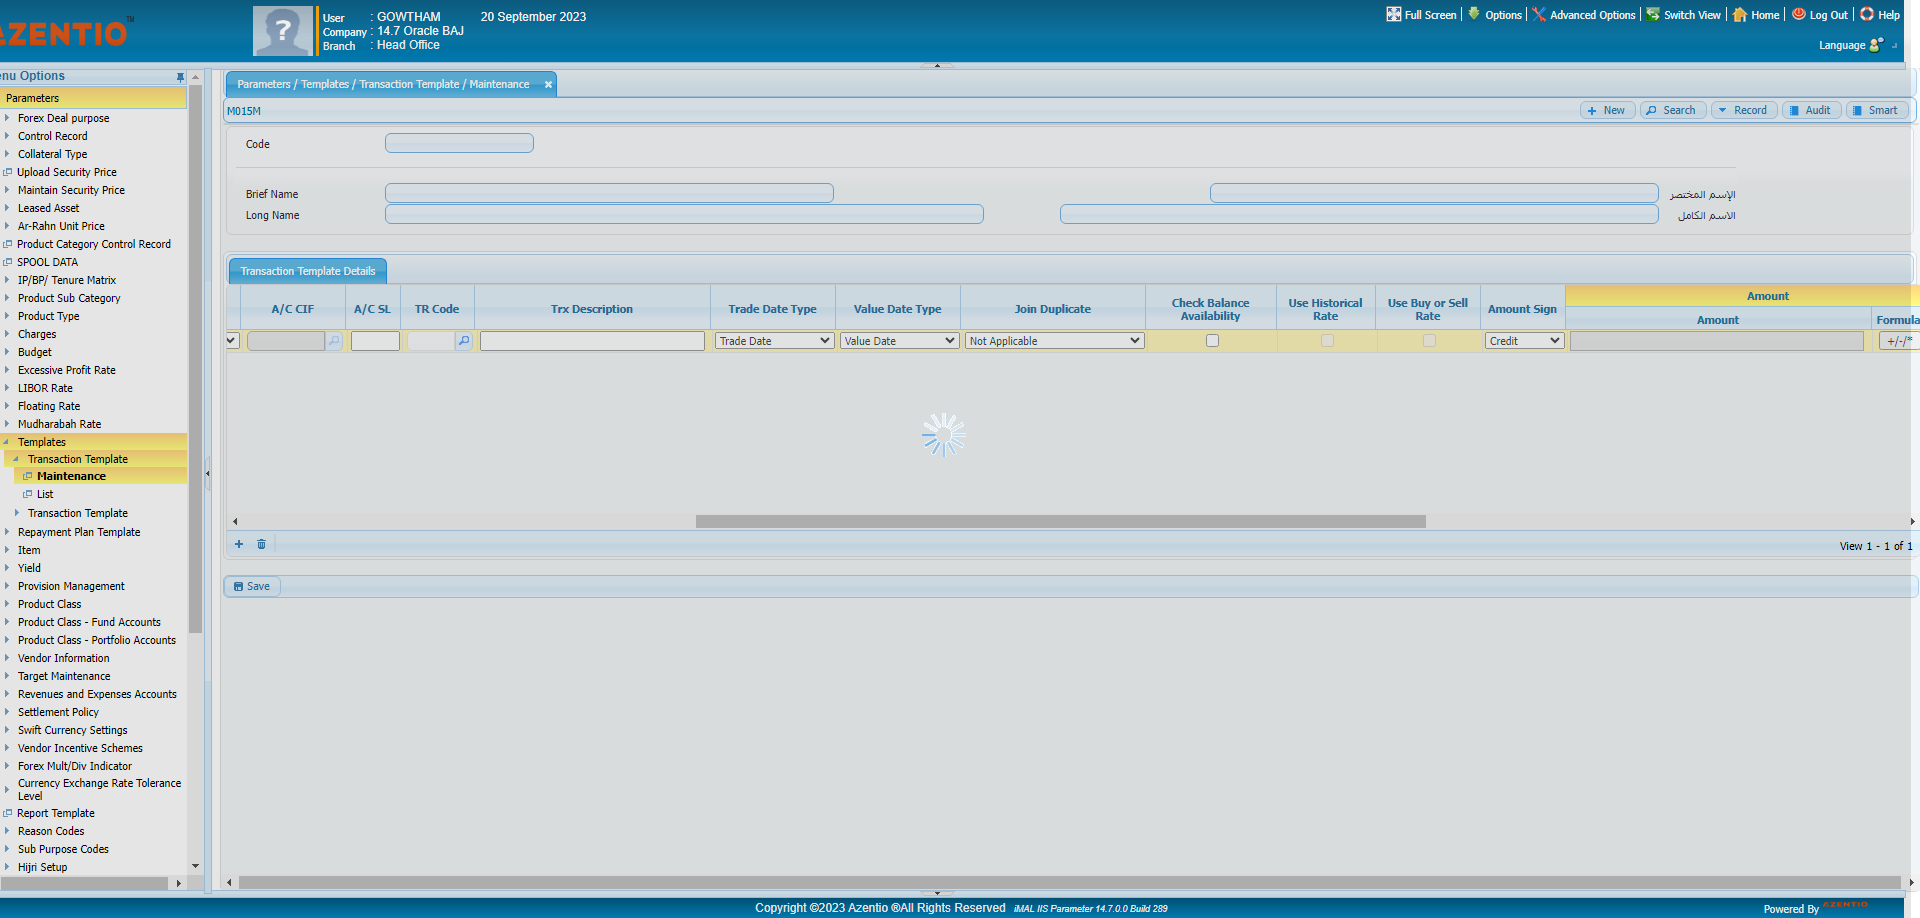 AZENTIO™
User : GOWTHAM 20 September 2023
Company : 14.7 Oracle BAJ
Branch : Head Office
Full Screen Options Advanced Options Switch View Home Log Out Help
Language
nu Options
Parameters
Forex Deal purpose
Control Record
Collateral Type
Upload Security Price
Maintain Security Price
Leased Asset
Ar-Rahn Unit Price
Product Category Control Record
SPOOL DATA
IP/BP/ Tenure Matrix
Product Sub Category
Product Type
Charges
Budget
Excessive Profit Rate
LIBOR Rate
Floating Rate
Mudharabah Rate
Templates
Transaction Template
Maintenance
List
Transaction Template
Repayment Plan Template
Item
Yield
Provision Management
Product Class
Product Class - Fund Accounts
Product Class - Portfolio Accounts
Vendor Information
Target Maintenance
Revenues and Expenses Accounts
Settlement Policy
Swift Currency Settings
Vendor Incentive Schemes
Forex Mult/Div Indicator
Currency Exchange Rate Tolerance
Level
Report Template
Reason Codes
Sub Purpose Codes
Hijri Setup
Parameters / Templates / Transaction Template / Maintenance
M015M
New Search Record Audit Smart
Code
Brief Name الإسم المختصر
Long Name الاسم الكامل
Transaction Template Details
A/C CIF A/C SL TR Code Trx Description Trade Date Type Value Date Type Join Duplicate Check Balance Availability Use Historical Rate Use Buy or Sell Rate Amount Sign Amount
Amount Formula
Trade Date Value Date Not Applicable Credit +/-/*
View 1 - 1 of 1
Save
Copyright ©2023 Azentio ®All Rights Reserved iMAL IIS Parameter 14.7.0.0 Build 289
Powered By AZENTIO